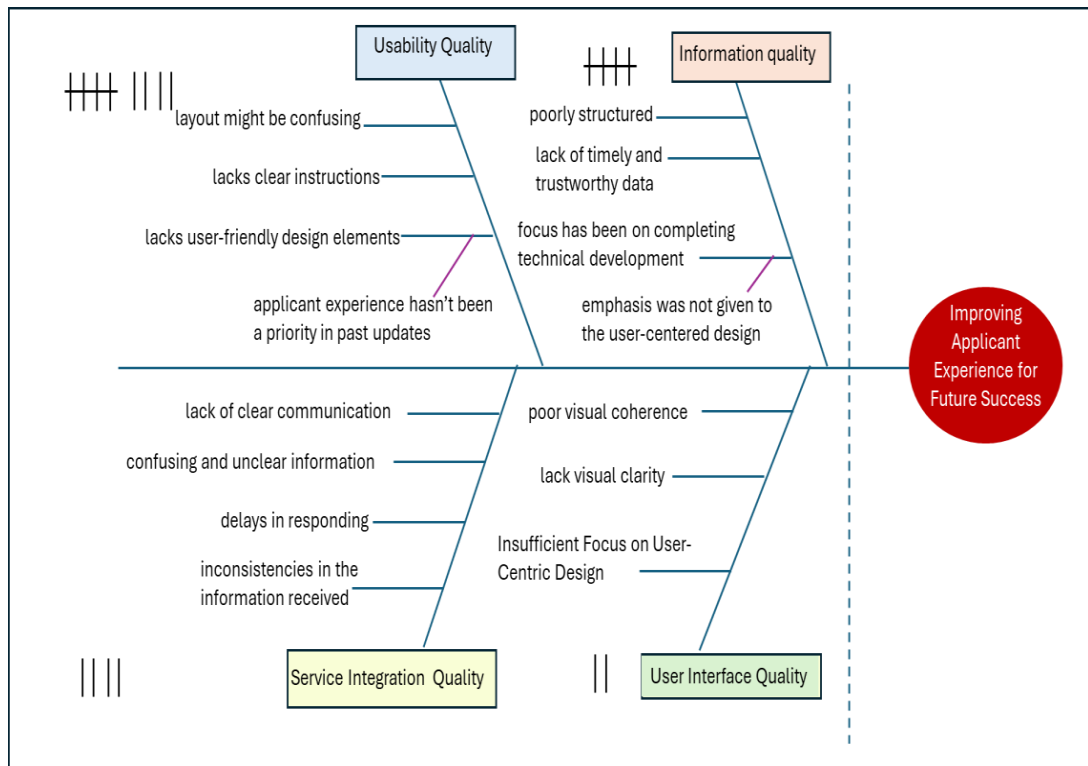 Usability Quality
Information quality
layout might be confusing
lacks clear instructions
lacks user-friendly design elements
applicant experience hasn't been
a priority in past updates
poorly structured
lack of timely and
trustworthy data
focus has been on completing
technical development
emphasis was not given to
the user-centered design
Improving
Applicant
Experience for
Future Success
lack of clear communication
confusing and unclear information
delays in responding
inconsistencies in the
information received
poor visual coherence
lack visual clarity
Insufficient Focus on User-
Centric Design
Service Integration Quality
User Interface Quality